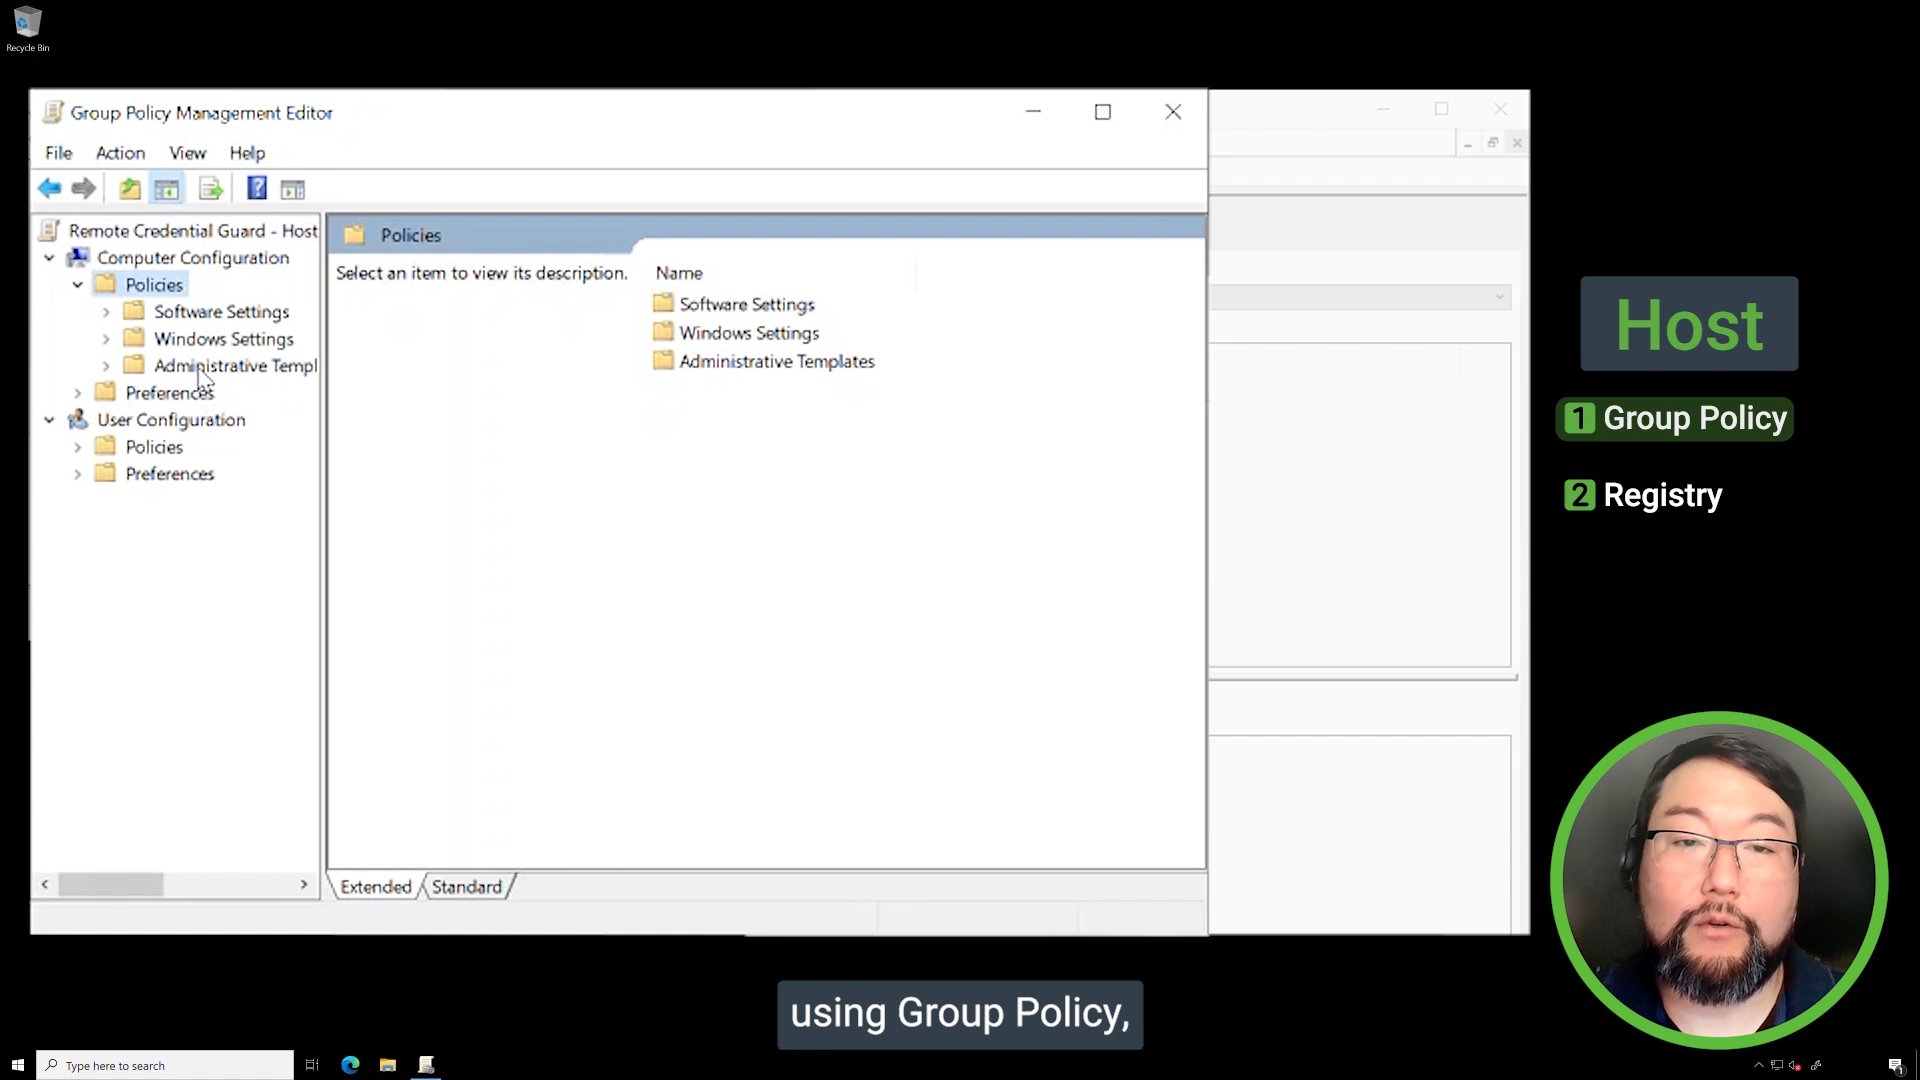 Recycle Bin
Group Policy Management Editor
File Action View Help
Remote Credential Guard - Host
Computer Configuration
Policies
Software Settings
Windows Settings
Administrative Templ
Preferences
User Configuration
Policies
Preferences
Policies
Select an item to view its description.
Name
Software Settings
Windows Settings
Administrative Templates
Extended Standard
Host
1 Group Policy
2 Registry
using Group Policy,
Type here to search
1